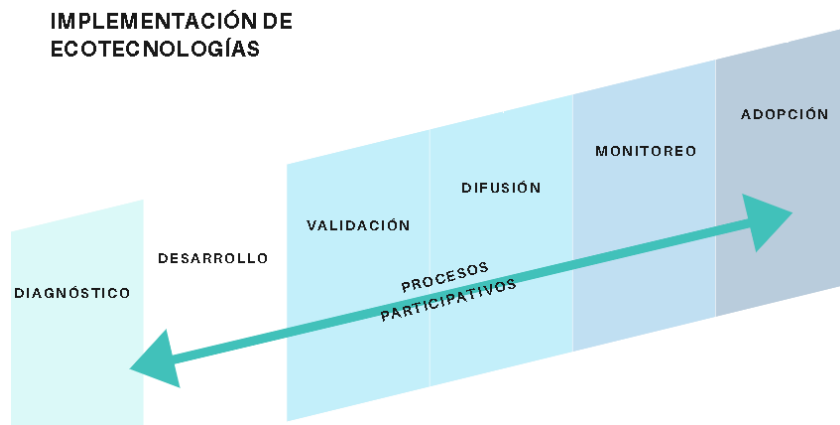 IMPLEMENTACIÓN DE
ECOTECNOLOGÍAS
DIAGNÓSTICO
DESARROLLO
VALIDACIÓN
DIFUSIÓN
MONITOREO
ADOPCIÓN
PROCESOS
PARTICIPATIVOS